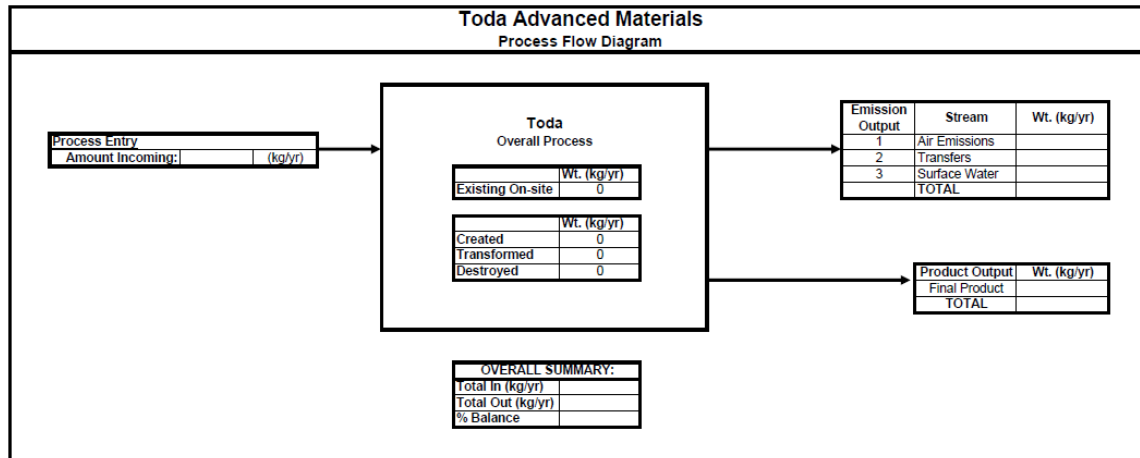 Toda Advanced Materials
Process Flow Diagram
Process Entry
Amount Incoming: (kg/yr)
Toda
Overall Process
Wt. (kg/yr)
Existing On-site 0
Wt. (kg/yr)
Created 0
Transformed 0
Destroyed 0
Emission Output Stream Wt. (kg/yr)
1 Air Emissions
2 Transfers
3 Surface Water
TOTAL
Product Output Wt. (kg/yr)
Final Product
TOTAL
OVERALL SUMMARY:
Total In (kg/yr)
Total Out (kg/yr)
% Balance